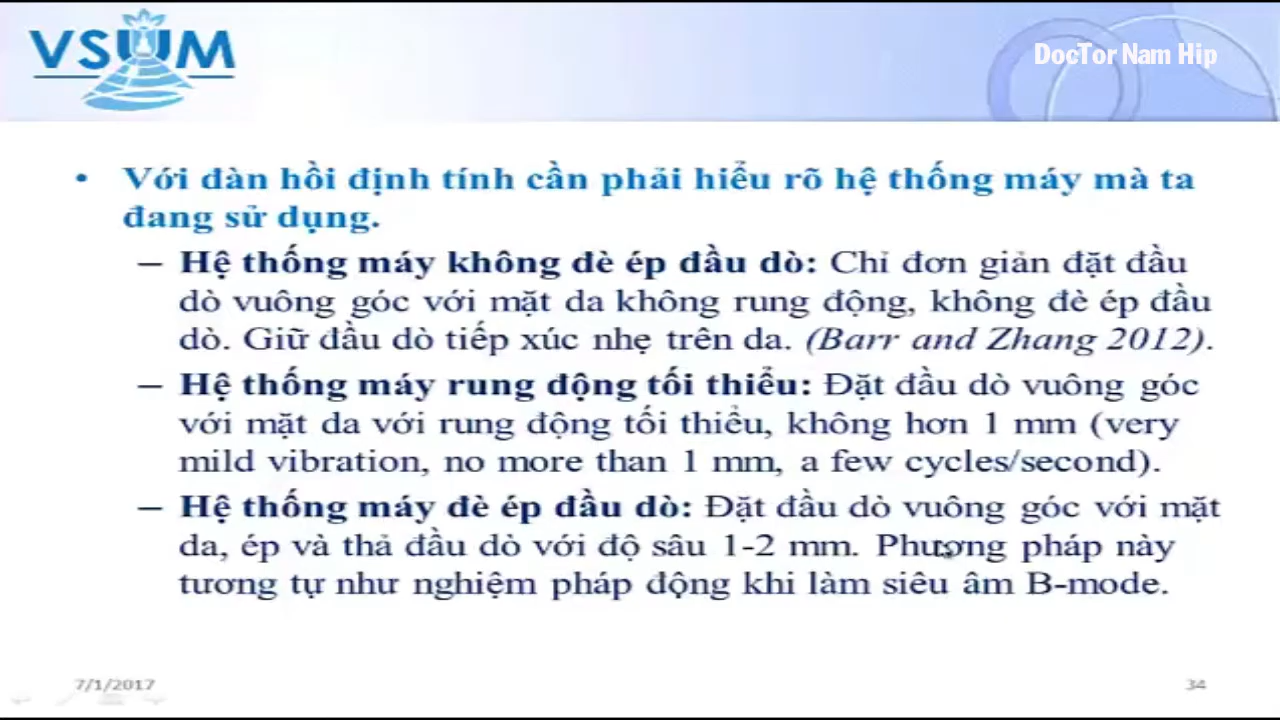 VSUM
DocTor Nam Hip
• Với đàn hồi định tính cần phải hiểu rõ hệ thống máy mà ta
đang sử dụng.
– Hệ thống máy không đè ép đầu dò: Chỉ đơn giản đặt đầu
dò vuông góc với mặt da không rung động, không đè ép đầu
dò. Giữ đầu dò tiếp xúc nhẹ trên da. (Barr and Zhang 2012).
– Hệ thống máy rung động tối thiểu: Đặt đầu dò vuông góc
với mặt da với rung động tối thiểu, không hơn 1 mm (very
mild vibration, no more than 1 mm, a few cycles/second).
– Hệ thống máy đè ép đầu dò: Đặt đầu dò vuông góc với mặt
da, ép và thả đầu dò với độ sâu 1-2 mm. Phương pháp này
tương tự như nghiệm pháp động khi làm siêu âm B-mode.
7/1/2017
34